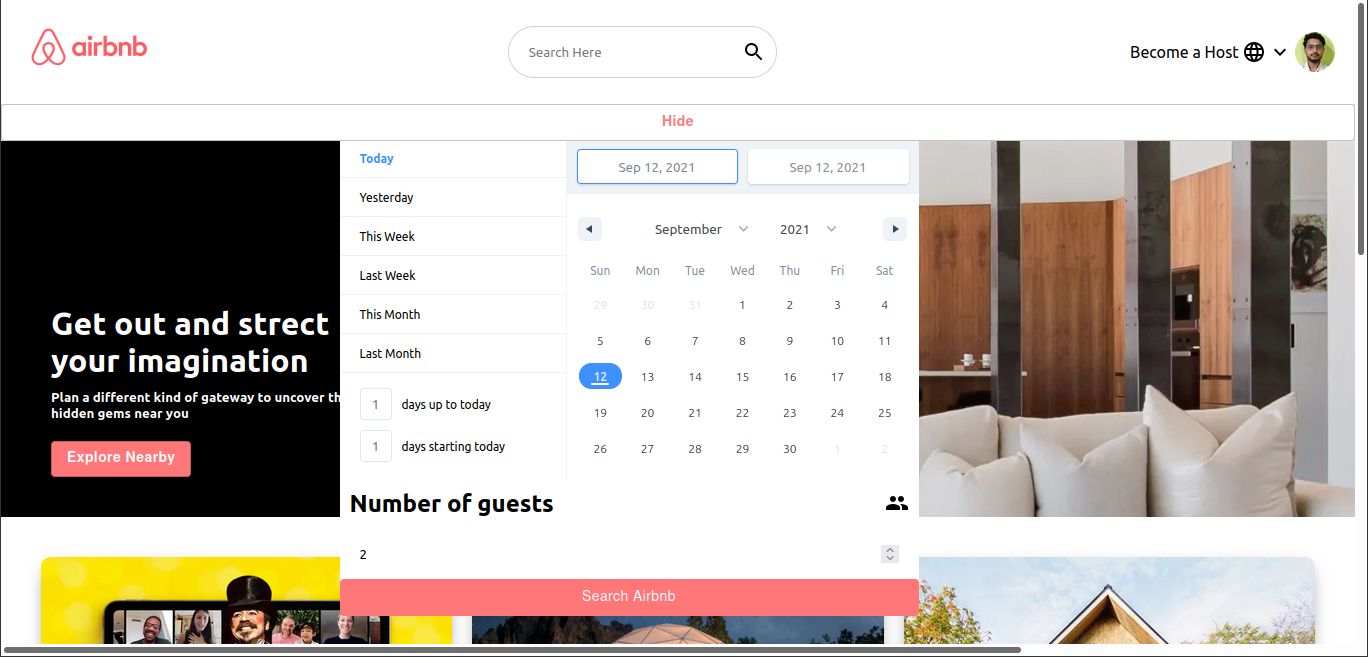 airbnb
Search Here
Become a Host
Hide
Today
Yesterday
This Week
Last Week
This Month
Last Month
1 days up to today
1 days starting today
Sep 12, 2021 Sep 12, 2021
September 2021
Sun Mon Tue Wed Thu Fri Sat
29 30 31 1 2 3 4
5 6 7 8 9 10 11
12 13 14 15 16 17 18
19 20 21 22 23 24 25
26 27 28 29 30 1 2
Get out and strect
your imagination
Plan a different kind of gateway to uncover th
hidden gems near you
Explore Nearby
Number of guests
2
Search Airbnb